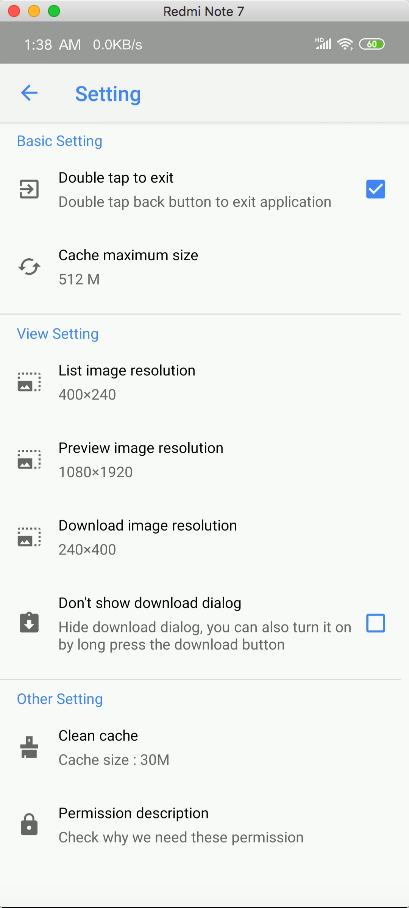 Redmi Note 7
1:38 AM 0.0KB/s HD 60
Setting
Basic Setting
Double tap to exit
Double tap back button to exit application
Cache maximum size
512 M
View Setting
List image resolution
400×240
Preview image resolution
1080×1920
Download image resolution
240×400
Don't show download dialog
Hide download dialog, you can also turn it on
by long press the download button
Other Setting
Clean cache
Cache size : 30M
Permission description
Check why we need these permission